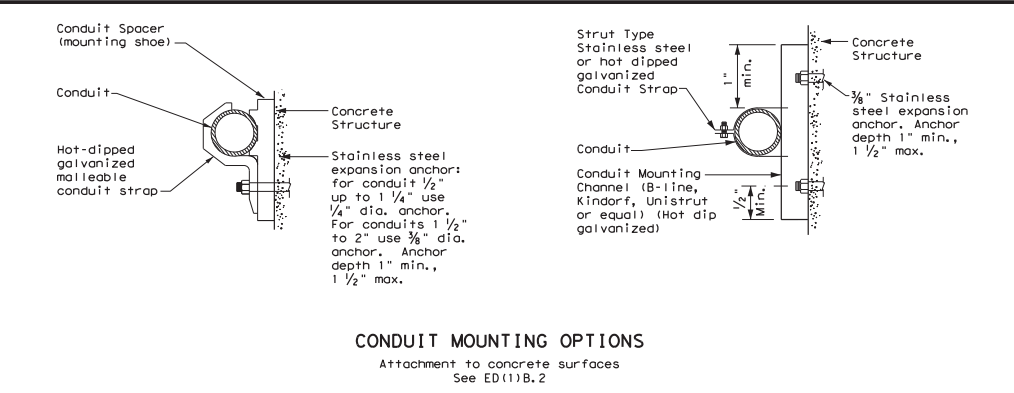 Conduit Spacer
(mounting shoe)
Conduit
Hot-dipped
galvanized
malleable
conduit strap
Concrete
Structure
Stainless steel
expansion anchor:
for conduit 1/2"
up to 1 1/4" use
1/4" dia. anchor.
For conduits 1 1/2"
to 2" use 3/8" dia.
anchor. Anchor
depth 1" min.,
1 1/2" max.
Strut Type
Stainless steel
or hot dipped
galvanized
Conduit Strap
Conduit
Conduit Mounting
Channel (B-line,
Kindorf, Unistrut
or equal) (Hot dip
galvanized)
1"
min.
1/2"
Min.
Concrete
Structure
3/8" Stainless
steel expansion
anchor. Anchor
depth 1" min.,
1 1/2" max.
CONDUIT MOUNTING OPTIONS
Attachment to concrete surfaces
See ED(1)B.2